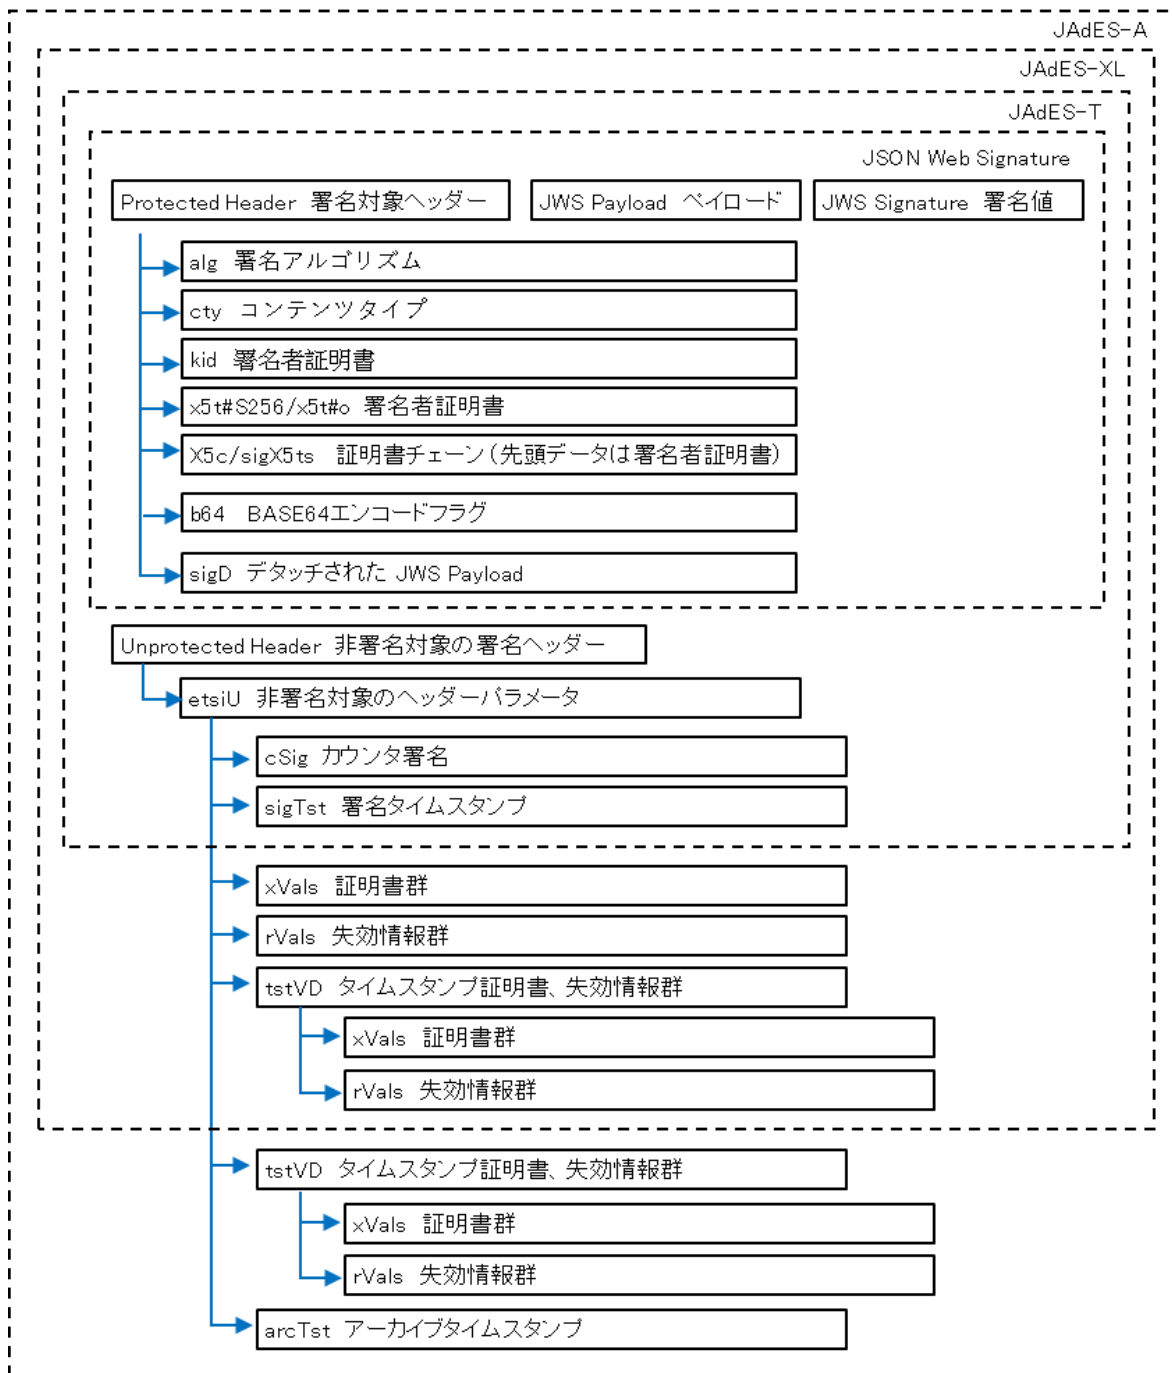 JAdES-A
JAdES-XL
JAdES-T
JSON Web Signature
Protected Header 署名対象ヘッダー
JWS Payload ペイロード
JWS Signature 署名値
alg 署名アルゴリズム
cty コンテンツタイプ
kid 署名者証明書
x5t#S256/x5t#o 署名者証明書
X5c/sigX5ts 証明書チェーン(先頭データは署名者証明書)
b64 BASE64エンコードフラグ
sigD デタッチされた JWS Payload
Unprotected Header 非署名対象の署名ヘッダー
etsiU 非署名対象のヘッダーパラメータ
cSig カウンタ署名
sigTst 署名タイムスタンプ
xVals 証明書群
rVals 失効情報群
tstVD タイムスタンプ証明書、失効情報群
xVals 証明書群
rVals 失効情報群
tstVD タイムスタンプ証明書、失効情報群
xVals 証明書群
rVals 失効情報群
arcTst アーカイブタイムスタンプ